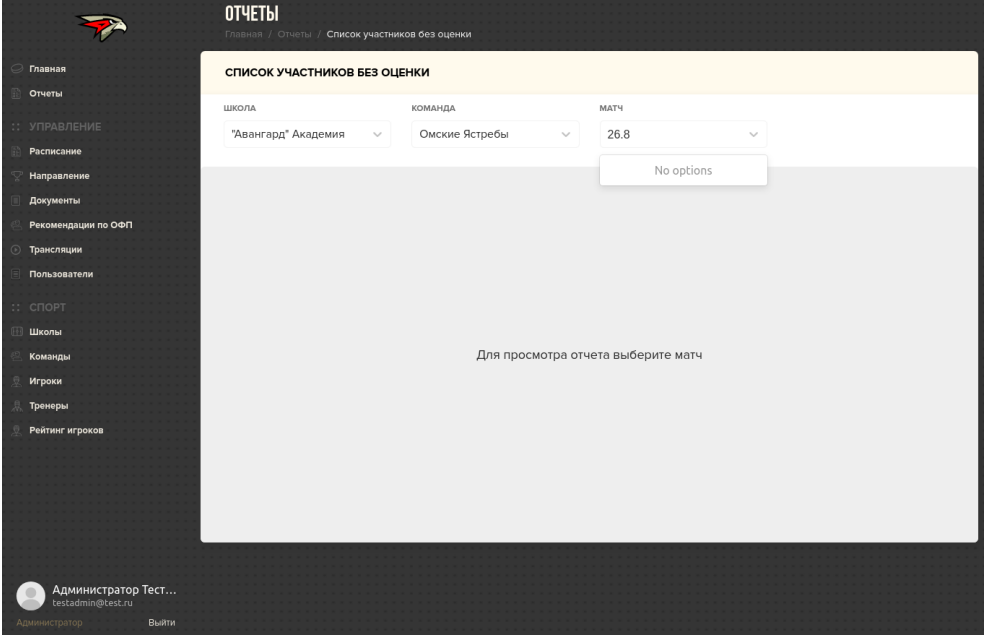 ОТЧЕТЫ
Главная / Отчеты / Список участников без оценки
Главная
Отчеты
УПРАВЛЕНИЕ
Расписание
Направление
Документы
Рекомендации по ОФП
Трансляции
Пользователи
СПОРТ
Школы
Команды
Игроки
Тренеры
Рейтинг игроков
Администратор Тест...
testadmin@test.ru
Администратор Выйти
СПИСОК УЧАСТНИКОВ БЕЗ ОЦЕНКИ
ШКОЛА КОМАНДА МАТЧ
"Авангард" Академия Омские Ястребы 26.8
No options
Для просмотра отчета выберите матч